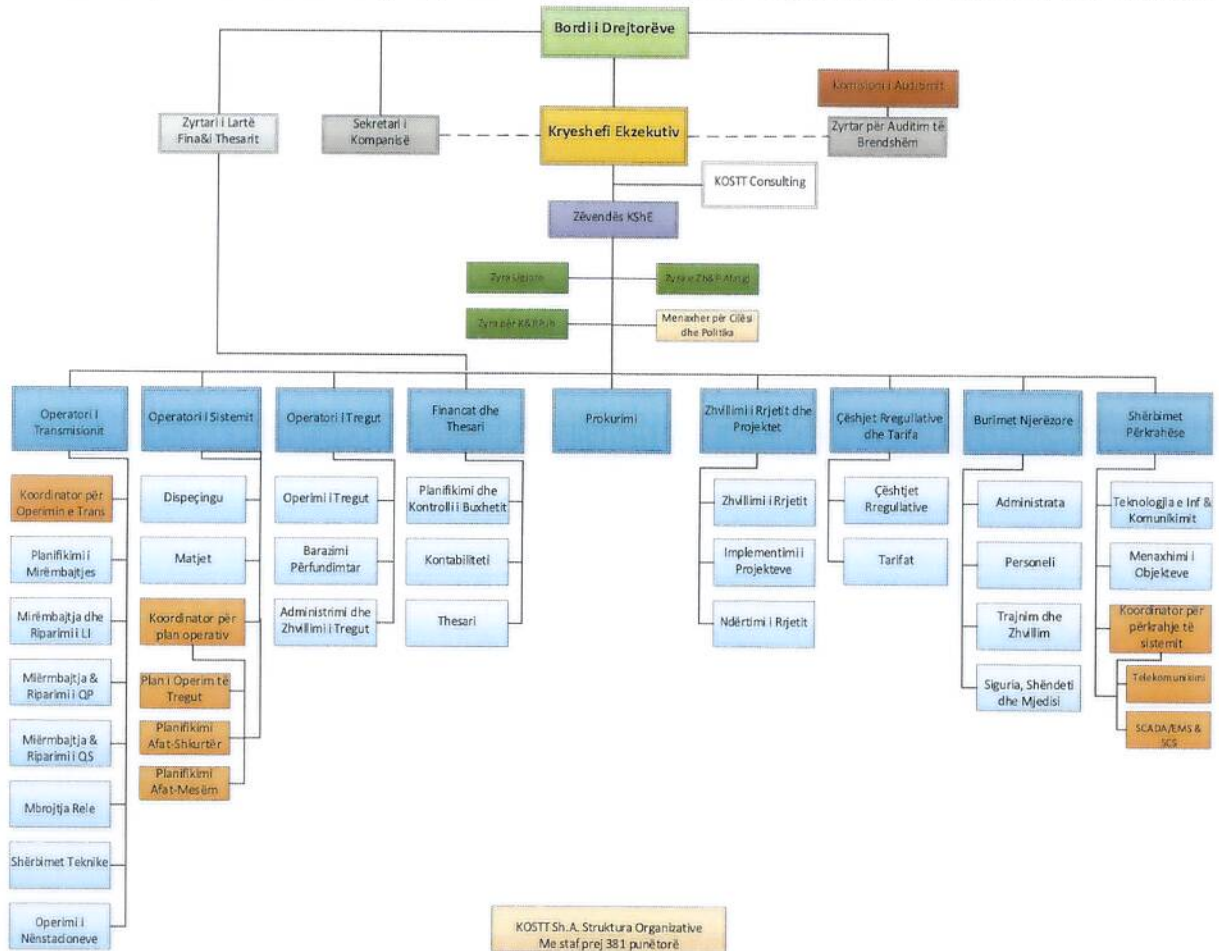 Bordi i Drejtorëve
Komisioni i Auditimit
Zyrtari i Lartë
Fina&i Thesarit
Sekretari i
Kompanisë
Kryeshefi Ekzekutiv
Zyrtar për Auditim të
Brendshëm
KOSTT Consulting
Zëvendës KShE
Zyra Ligjore
Zyra për K&RPub
Menaxher për Cilësi
dhe Politika
Operatori I
Transmisionit
Operatori i Sistemit
Operatori i Tregut
Financat dhe
Thesari
Prokurimi
Zhvillimi i Rrjetit dhe
Projektet
Çështjet Rregullative
dhe Tarifa
Burimet Njerëzore
Shërbimet
Përkrahëse
Koordinator për
Operimin e Trans
Planifikimi i
Mirëmbajtjes
Mirëmbajtja dhe
Riparimi i LI
Miërmbajtja &
Riparimi i QP
Miërmbajtja &
Riparimi i QS
Mbrojtja Rele
Shërbimet Teknike
Operimi i
Nënstacioneve
Dispeçingu
Matjet
Koordinator për
plan operativ
Plan i Operim të
Tregut
Planifikimi
Afat-Shkurtër
Planifikimi
Afat-Mesëm
Operimi i Tregut
Barazimi
Përfundimtar
Administrimi dhe
Zhvillimi i Tregut
Planifikimi dhe
Kontrolli i Buxhetit
Kontabiliteti
Thesari
Zhvillimi i Rrjetit
Implementimi i
Projekteve
Ndërtimi i Rrjetit
Çështjet
Rregullative
Tarifat
Administrata
Personeli
Trajnim dhe
Zhvillim
Siguria, Shëndeti
dhe Mjedisi
Teknologjia e Inf &
Komunikimit
Menaxhimi i
Objekteve
Koordinator për
përkrahje të
sistemit
Telekomunikimi
SCADA/EMS &
SCS
KOSTT Sh.A. Struktura Organizative
Me staf prej 381 punëtorë